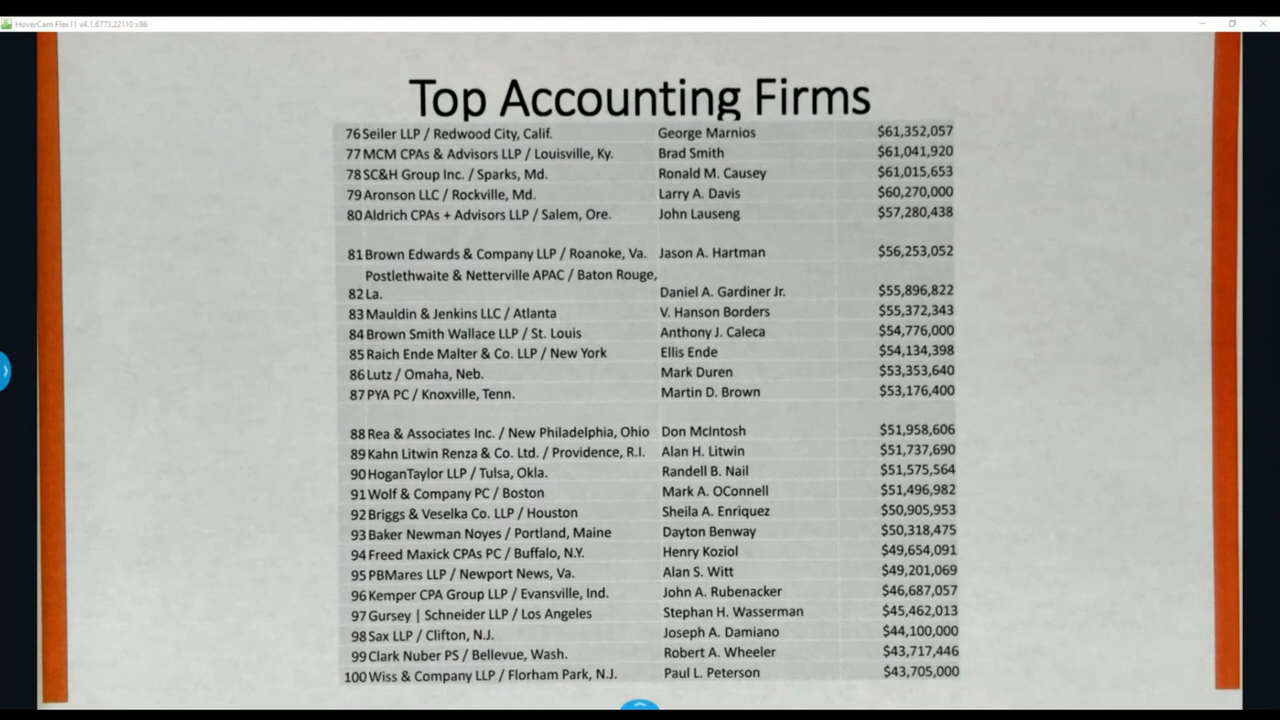 HoverCam Flex11 v4.1.6773.22110 x86
Top Accounting Firms
76 Seiler LLP / Redwood City, Calif. George Marnios $61,352,057
77 MCM CPAs & Advisors LLP / Louisville, Ky. Brad Smith $61,041,920
78 SC&H Group Inc. / Sparks, Md. Ronald M. Causey $61,015,653
79 Aronson LLC / Rockville, Md. Larry A. Davis $60,270,000
80 Aldrich CPAs + Advisors LLP / Salem, Ore. John Lauseng $57,280,438
81 Brown Edwards & Company LLP / Roanoke, Va. Jason A. Hartman $56,253,052
Postlethwaite & Netterville APAC / Baton Rouge,
82 La. Daniel A. Gardiner Jr. $55,896,822
83 Mauldin & Jenkins LLC / Atlanta V. Hanson Borders $55,372,343
84 Brown Smith Wallace LLP / St. Louis Anthony J. Caleca $54,776,000
85 Raich Ende Malter & Co. LLP / New York Ellis Ende $54,134,398
86 Lutz / Omaha, Neb. Mark Duren $53,353,640
87 PYA PC / Knoxville, Tenn. Martin D. Brown $53,176,400
88 Rea & Associates Inc. / New Philadelphia, Ohio Don McIntosh $51,958,606
89 Kahn Litwin Renza & Co. Ltd. / Providence, R.I. Alan H. Litwin $51,737,690
90 HoganTaylor LLP / Tulsa, Okla. Randell B. Nail $51,575,564
91 Wolf & Company PC / Boston Mark A. OConnell $51,496,982
92 Briggs & Veselka Co. LLP / Houston Sheila A. Enriquez $50,905,953
93 Baker Newman Noyes / Portland, Maine Dayton Benway $50,318,475
94 Freed Maxick CPAs PC / Buffalo, N.Y. Henry Koziol $49,654,091
95 PBMares LLP / Newport News, Va. Alan S. Witt $49,201,069
96 Kemper CPA Group LLP / Evansville, Ind. John A. Rubenacker $46,687,057
97 Gursey | Schneider LLP / Los Angeles Stephan H. Wasserman $45,462,013
98 Sax LLP / Clifton, N.J. Joseph A. Damiano $44,100,000
99 Clark Nuber PS / Bellevue, Wash. Robert A. Wheeler $43,717,446
100 Wiss & Company LLP / Florham Park, N.J. Paul L. Peterson $43,705,000